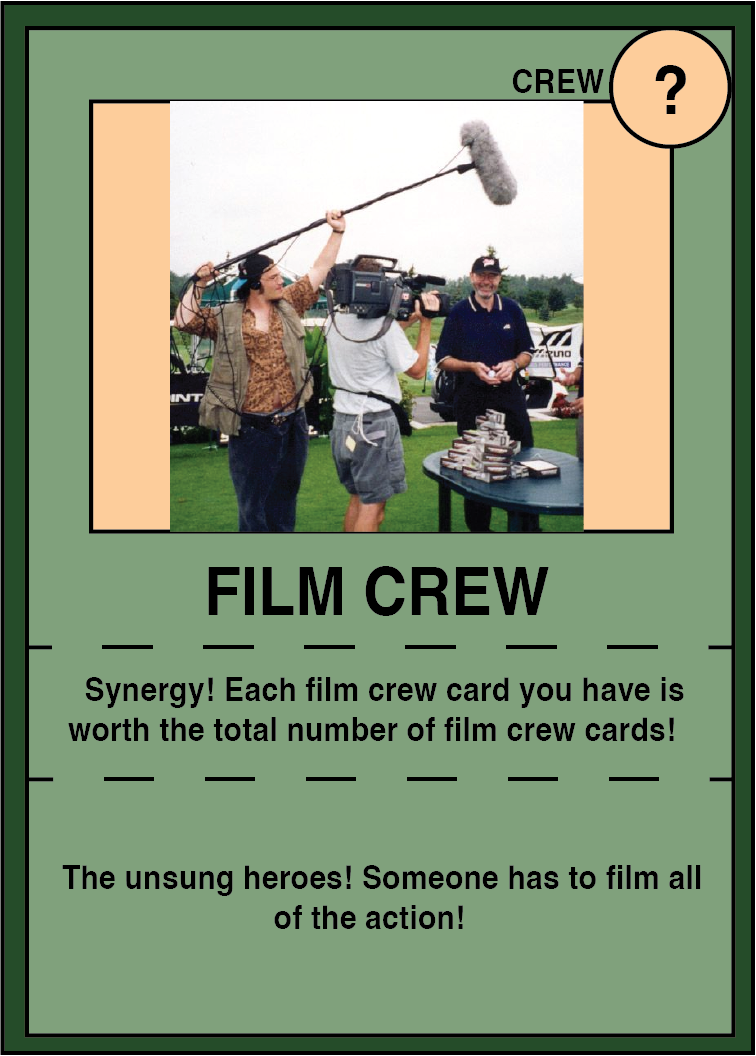 CREW
?
FILM CREW
Synergy! Each film crew card you have is
worth the total number of film crew cards!
The unsung heroes! Someone has to film all
of the action!